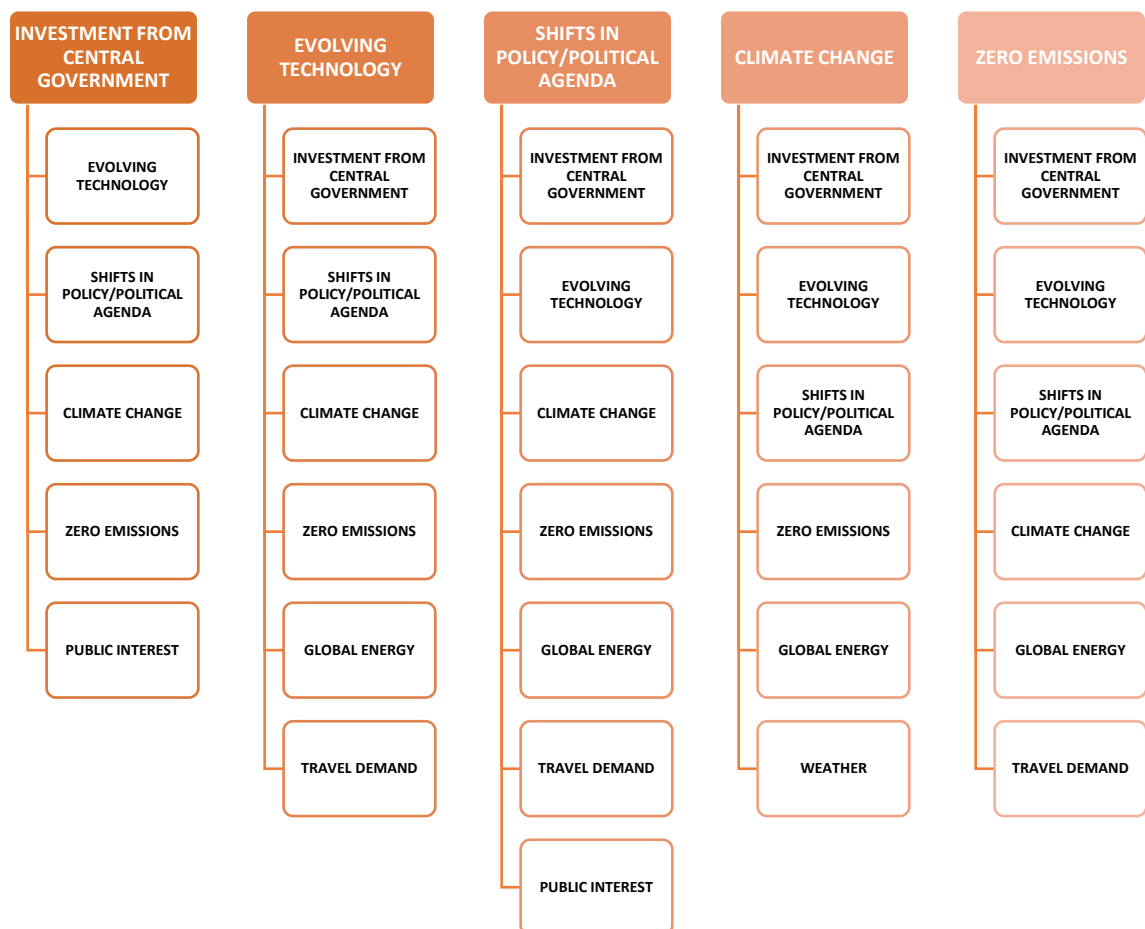 INVESTMENT FROM
CENTRAL
GOVERNMENT
EVOLVING
TECHNOLOGY
SHIFTS IN
POLICY/POLITICAL
AGENDA
CLIMATE CHANGE
ZERO EMISSIONS
PUBLIC INTEREST
EVOLVING
TECHNOLOGY
INVESTMENT FROM
CENTRAL
GOVERNMENT
SHIFTS IN
POLICY/POLITICAL
AGENDA
CLIMATE CHANGE
ZERO EMISSIONS
GLOBAL ENERGY
TRAVEL DEMAND
SHIFTS IN
POLICY/POLITICAL
AGENDA
INVESTMENT FROM
CENTRAL
GOVERNMENT
EVOLVING
TECHNOLOGY
CLIMATE CHANGE
ZERO EMISSIONS
GLOBAL ENERGY
TRAVEL DEMAND
PUBLIC INTEREST
CLIMATE CHANGE
INVESTMENT FROM
CENTRAL
GOVERNMENT
EVOLVING
TECHNOLOGY
SHIFTS IN
POLICY/POLITICAL
AGENDA
ZERO EMISSIONS
GLOBAL ENERGY
WEATHER
ZERO EMISSIONS
INVESTMENT FROM
CENTRAL
GOVERNMENT
EVOLVING
TECHNOLOGY
SHIFTS IN
POLICY/POLITICAL
AGENDA
CLIMATE CHANGE
GLOBAL ENERGY
TRAVEL DEMAND